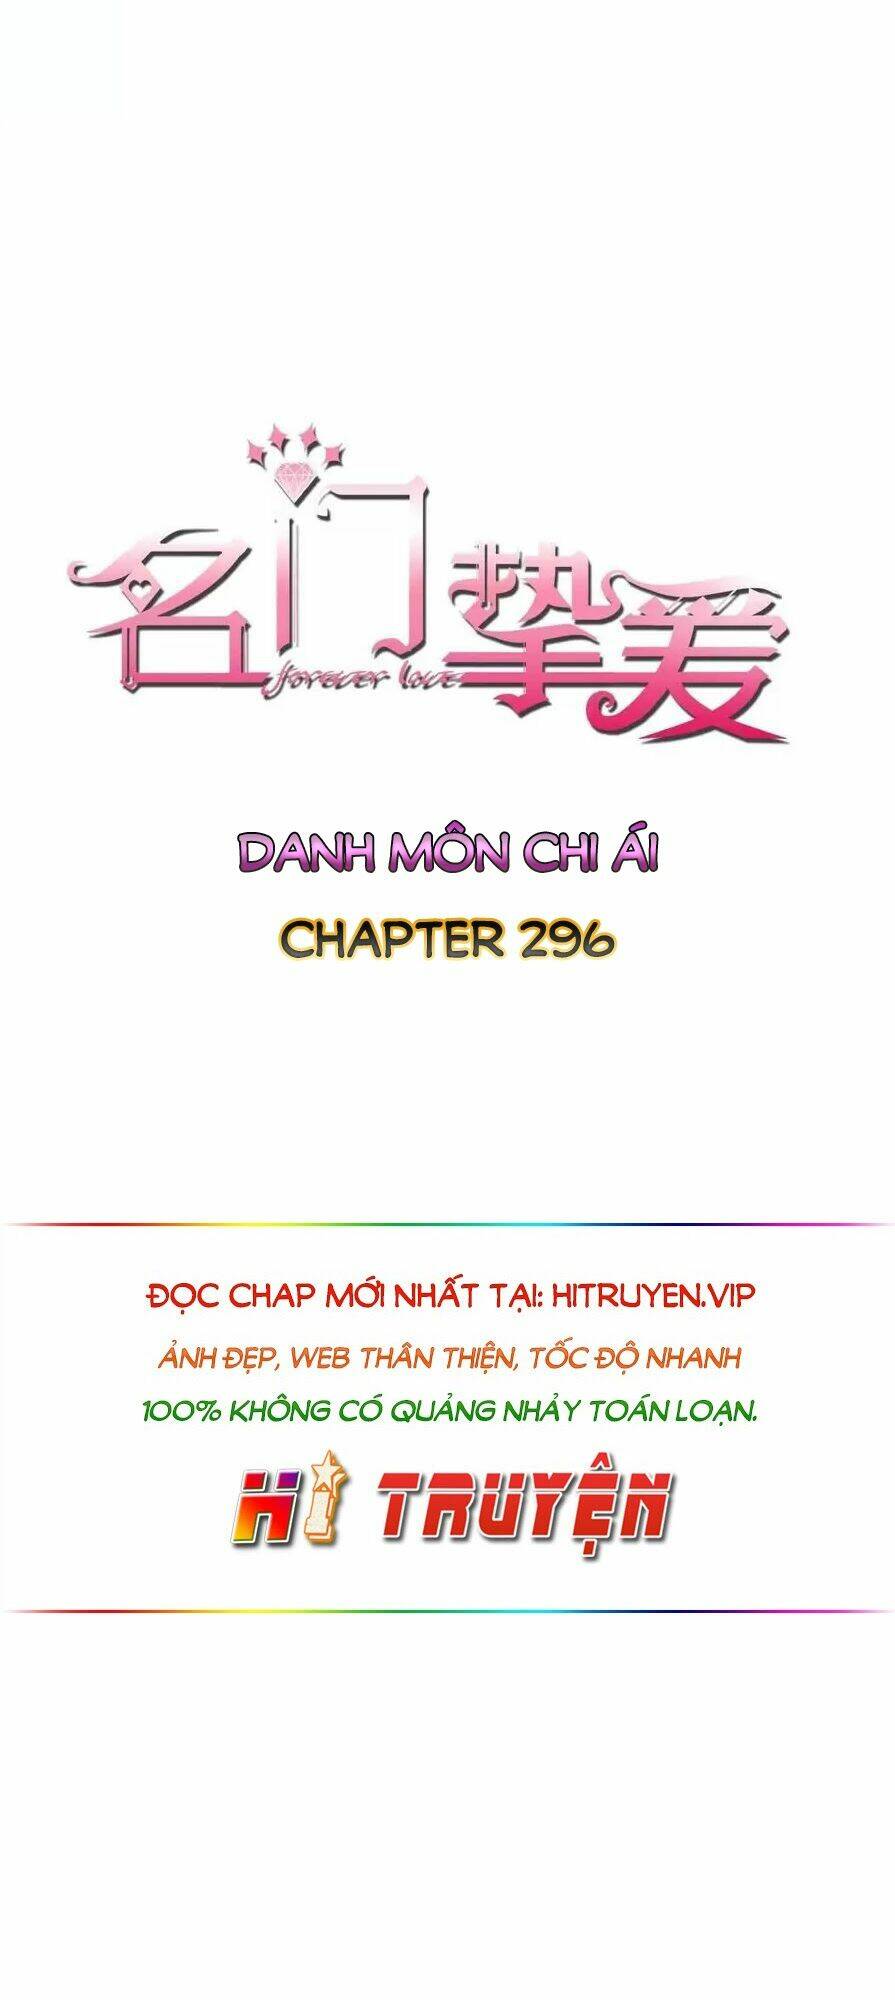 名门挚爱
forever love
DANH MÔN CHI ÁI
CHAPTER 296
ĐỌC CHAP MỚI NHẤT TẠI: HITRUYEN.VIP
ẢNH ĐẸP, WEB THÂN THIỆN, TỐC ĐỘ NHANH
100% KHÔNG CÓ QUẢNG NHẢY TOÁN LOẠN.
HI TRUYỆN